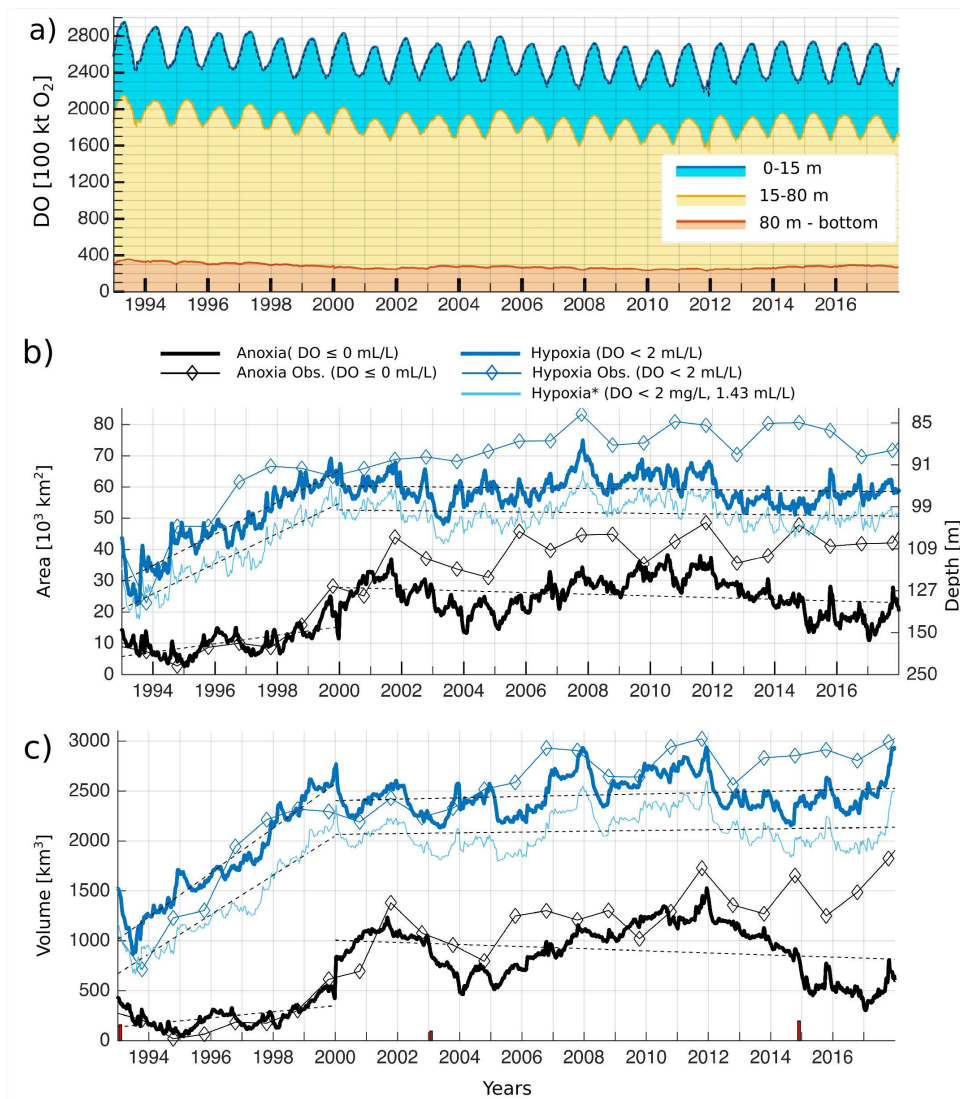 a)
DO [100 kt O2]
2800
2400
2000
1600
1200
800
400
0
0-15 m
15-80 m
80 m - bottom
1994 1996 1998 2000 2002 2004 2006 2008 2010 2012 2014 2016
b)
Anoxia( DO ≤ 0 mL/L)
Anoxia Obs. (DO ≤ 0 mL/L)
Hypoxia (DO < 2 mL/L)
Hypoxia Obs. (DO < 2 mL/L)
Hypoxia* (DO < 2 mg/L, 1.43 mL/L)
Area [10³ km²]
80
70
60
50
40
30
20
10
0
85
91
99
109
127
150
250
Depth [m]
1994 1996 1998 2000 2002 2004 2006 2008 2010 2012 2014 2016
c)
Volume [km³]
3000
2500
2000
1500
1000
500
0
1994 1996 1998 2000 2002 2004 2006 2008 2010 2012 2014 2016
Years